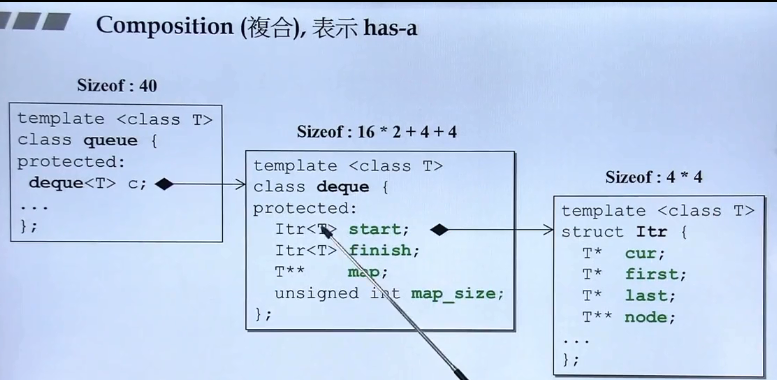 Composition (複合), 表示 has-a
Sizeof : 40
template <class T>
class queue {
protected:
deque<T> c;
...
};
Sizeof : 16 * 2 + 4 + 4
template <class T>
class deque {
protected:
Itr<T> start;
Itr<T> finish;
T** map;
unsigned int map_size;
};
Sizeof : 4 * 4
template <class T>
struct Itr {
T* cur;
T* first;
T* last;
T** node;
...
};